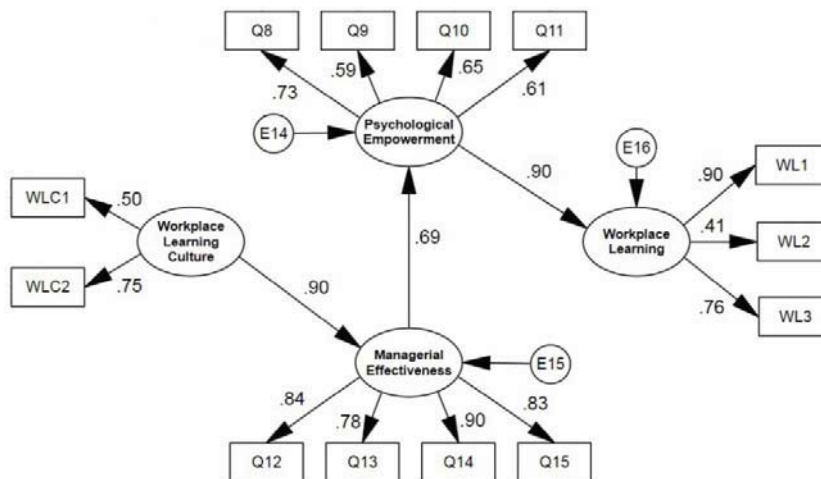 Q8
Q9
Q10
Q11
.73
.59
.65
.61
E14
Psychological
Empowerment
E16
.90
.90
WL1
WLC1
.50
Workplace
Learning
Culture
.69
Workplace
Learning
.41
WL2
WLC2
.75
.90
.76
WL3
Managerial
Effectiveness
E15
.84
.78
.90
.83
Q12
Q13
Q14
Q15